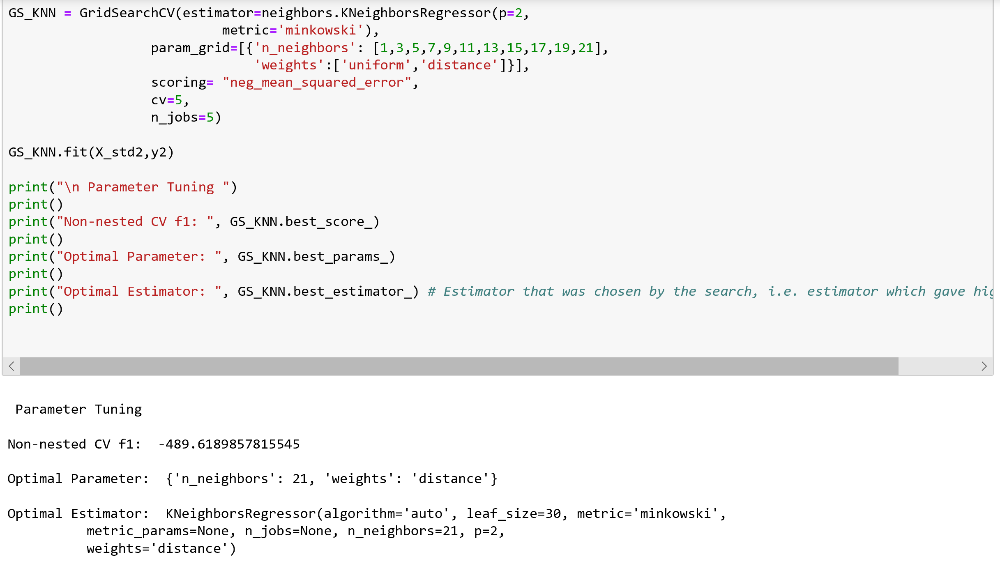 GS_KNN = GridSearchCV(estimator=neighbors.KNeighborsRegressor(p=2,
metric='minkowski'),
param_grid=[{'n_neighbors': [1,3,5,7,9,11,13,15,17,19,21],
'weights':['uniform','distance']}],
scoring= "neg_mean_squared_error",
cv=5,
n_jobs=5)
GS_KNN.fit(X_std2,y2)
print("\n Parameter Tuning ")
print()
print("Non-nested CV f1: ", GS_KNN.best_score_)
print()
print("Optimal Parameter: ", GS_KNN.best_params_)
print()
print("Optimal Estimator: ", GS_KNN.best_estimator_) # Estimator that was chosen by the search, i.e. estimator which gave
print()
Parameter Tuning
Non-nested CV f1:  -489.6189857815545
Optimal Parameter:  {'n_neighbors': 21, 'weights': 'distance'}
Optimal Estimator:  KNeighborsRegressor(algorithm='auto', leaf_size=30, metric='minkowski',
metric_params=None, n_jobs=None, n_neighbors=21, p=2,
weights='distance')